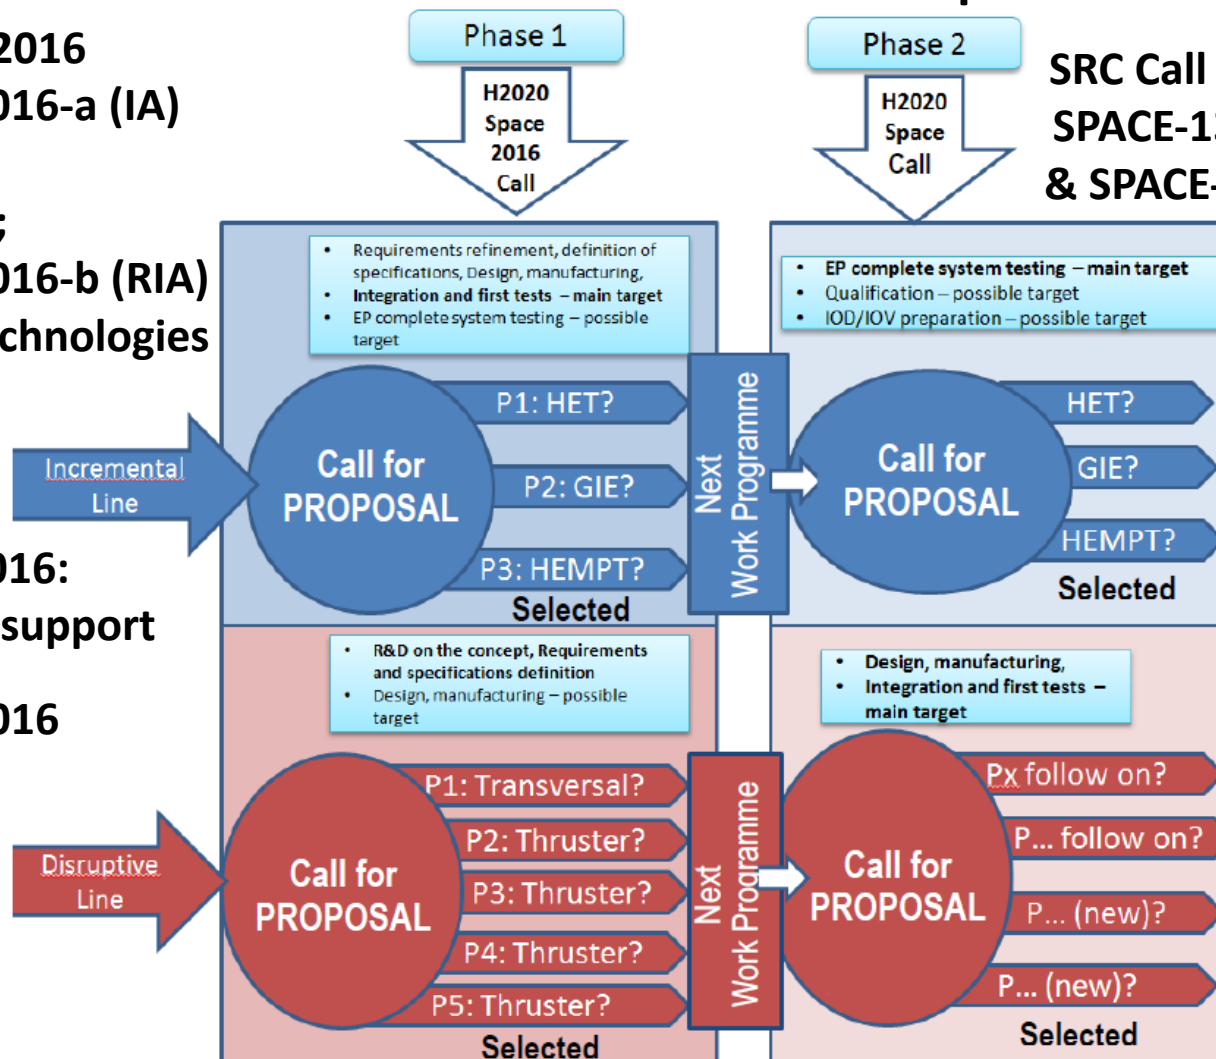 2016
016-a (IA)
;
016-b (RIA)
echnologies
016:
support
016
Phase 1
H2020
Space
2016
Call
Phase 2
H2020
Space
Call
SRC Call
SPACE-13
& SPACE-
• Requirements refinement, definition of
specifications, Design, manufacturing,
• Integration and first tests – main target
• EP complete system testing – possible
target
• EP complete system testing – main target
• Qualification – possible target
• IOD/IOV preparation – possible target
Incremental
Line
Call for
PROPOSAL
P1: HET?
P2: GIE?
P3: HEMPT?
Selected
Next
Work Programme
Call for
PROPOSAL
HET?
GIE?
HEMPT?
Selected
• R&D on the concept, Requirements
and specifications definition
• Design, manufacturing – possible
target
• Design, manufacturing,
• Integration and first tests –
main target
Disruptive
Line
Call for
PROPOSAL
P1: Transversal?
P2: Thruster?
P3: Thruster?
P4: Thruster?
P5: Thruster?
Selected
Next
Work Programme
Call for
PROPOSAL
Px follow on?
P... follow on?
P... (new)?
P... (new)?
Selected